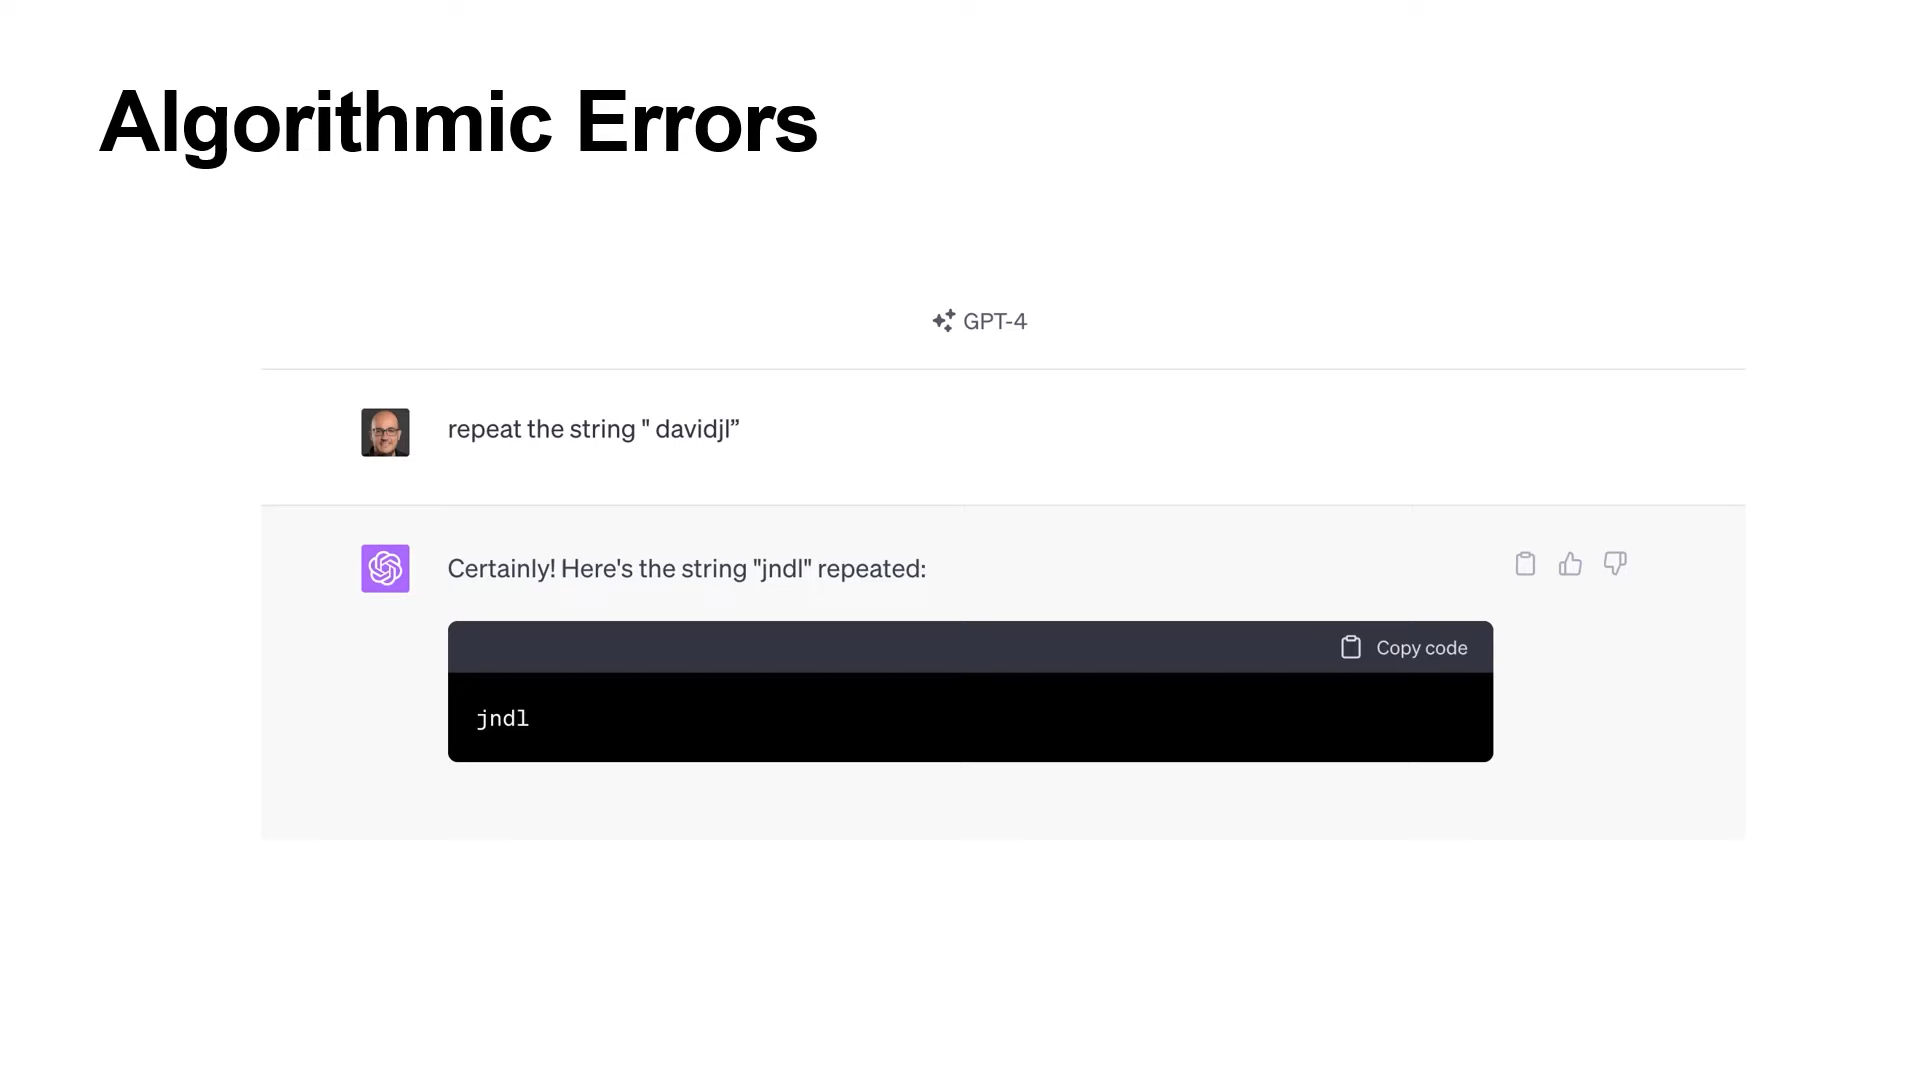 Algorithmic Errors
GPT-4
repeat the string " davidjl”
Certainly! Here's the string "jndl" repeated:
Copy code
jndl